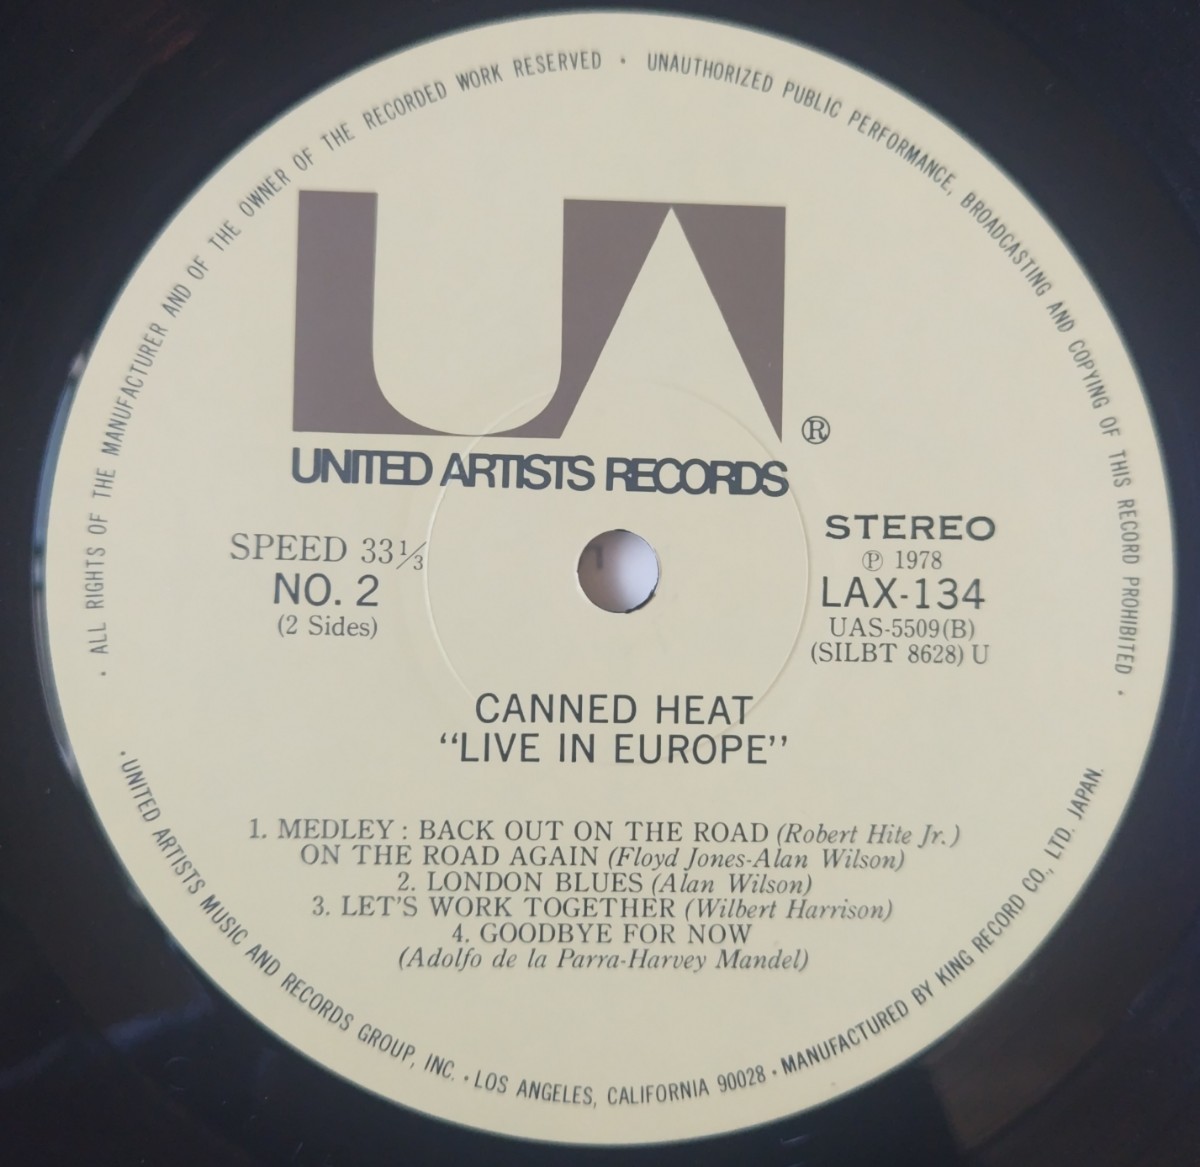 · ALL RIGHTS OF THE MANUFACTURER AND OF THE OWNER OF THE RECORDED WORK RESERVED · UNAUTHORIZED PUBLIC PERFORMANCE, BROADCASTING AND COPYING OF THIS RECORD PROHIBITED ·
UA ®
UNITED ARTISTS RECORDS
SPEED 33⅓
NO. 2
(2 Sides)
STEREO
Ⓟ 1978
LAX-134
UAS-5509(B)
(SILBT 8628) U
CANNED HEAT
“LIVE IN EUROPE”
1. MEDLEY : BACK OUT ON THE ROAD (Robert Hite Jr.)
ON THE ROAD AGAIN (Floyd Jones-Alan Wilson)
2. LONDON BLUES (Alan Wilson)
3. LET'S WORK TOGETHER (Wilbert Harrison)
4. GOODBYE FOR NOW
(Adolfo de la Parra-Harvey Mandel)
· UNITED ARTISTS MUSIC AND RECORDS GROUP, INC. · LOS ANGELES, CALIFORNIA 90028 · MANUFACTURED BY KING RECORD CO., LTD. JAPAN.